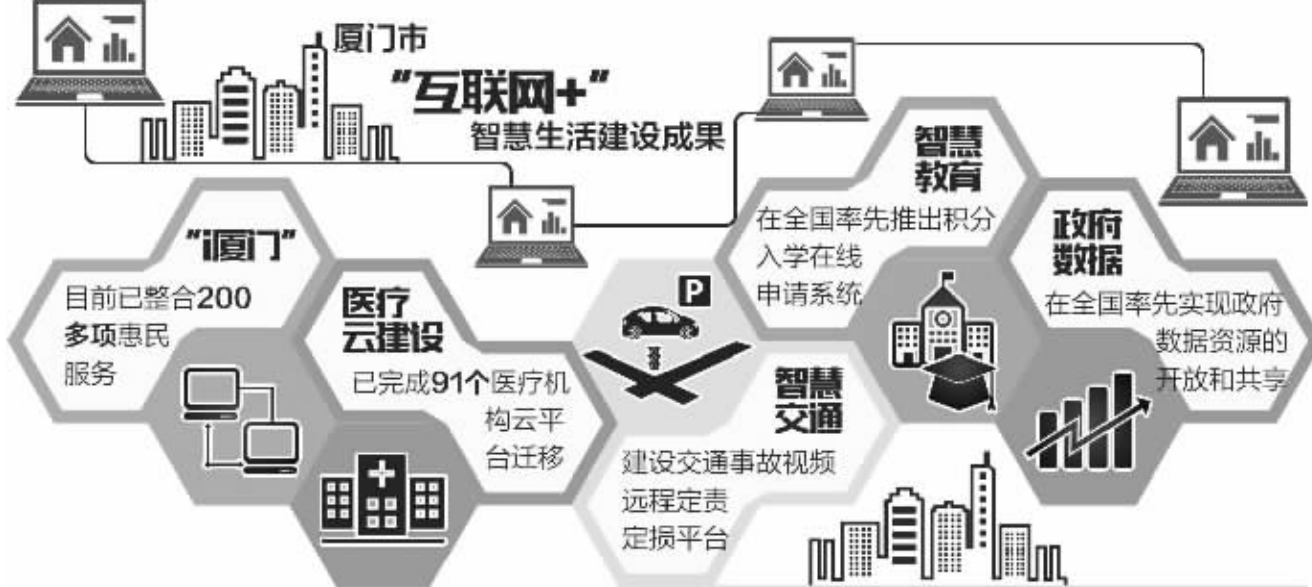 厦门市
"互联网+"
智慧生活建设成果
"i厦门"
目前已整合200
多项惠民
服务
医疗
云建设
已完成91个医疗机
构云平
台迁移
P
智慧
交通
建设交通事故视频
远程定责
定损平台
智慧
教育
在全国率先推出积分
入学在线
申请系统
政府
数据
在全国率先实现政府
数据资源的
开放和共享